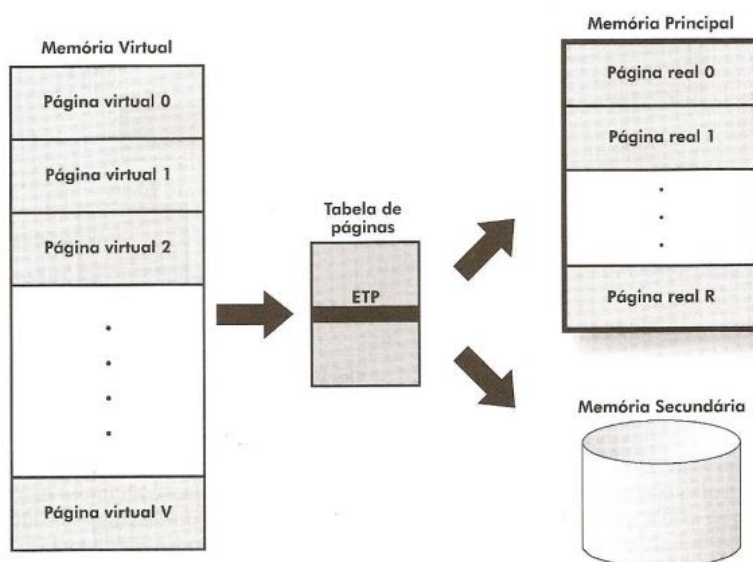 Memória Virtual
Página virtual 0
Página virtual 1
Página virtual 2
Página virtual V
Tabela de
páginas
ETP
Memória Principal
Página real 0
Página real 1
Página real R
Memória Secundária